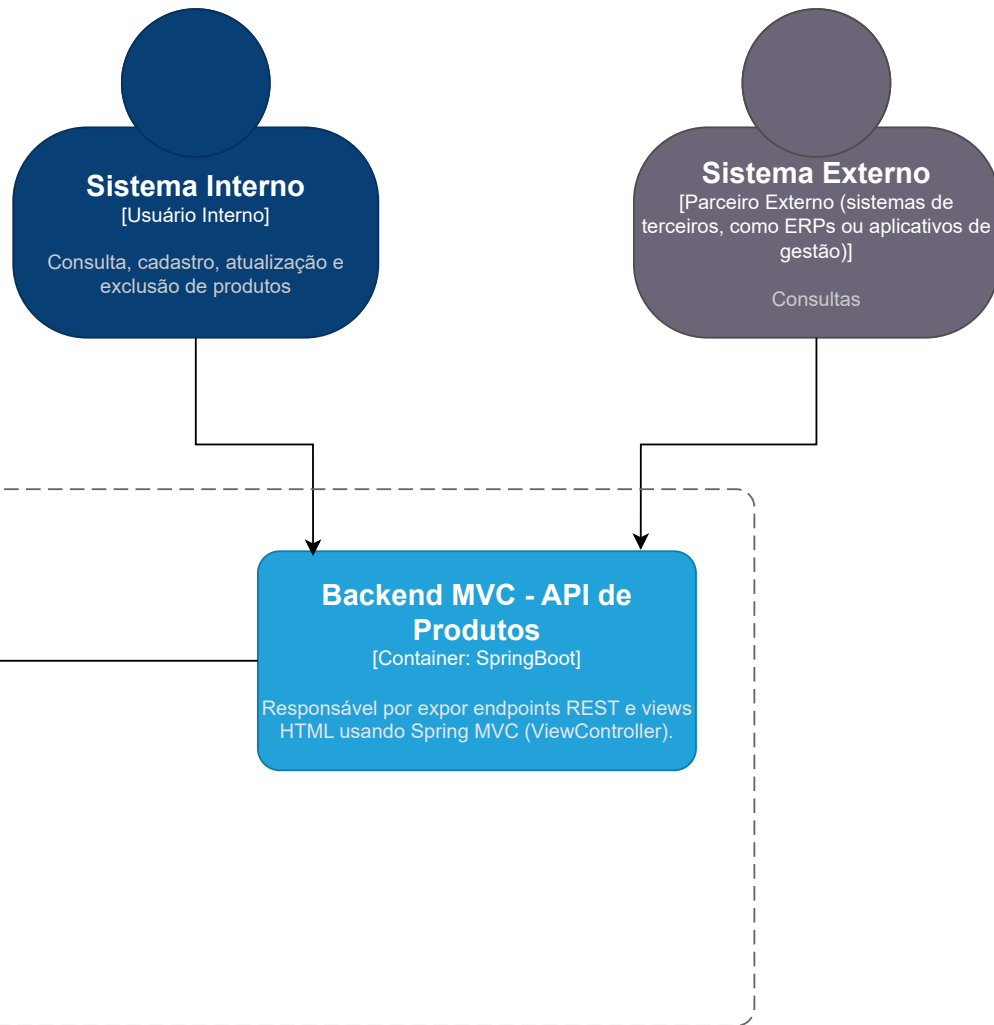 Sistema Interno
[Usuário Interno]
Consulta, cadastro, atualização e
exclusão de produtos
Sistema Externo
[Parceiro Externo (sistemas de
terceiros, como ERPs ou aplicativos de
gestão)]
Consultas
Backend MVC - API de
Produtos
[Container: SpringBoot]
Responsável por expor endpoints REST e views
HTML usando Spring MVC (ViewController).